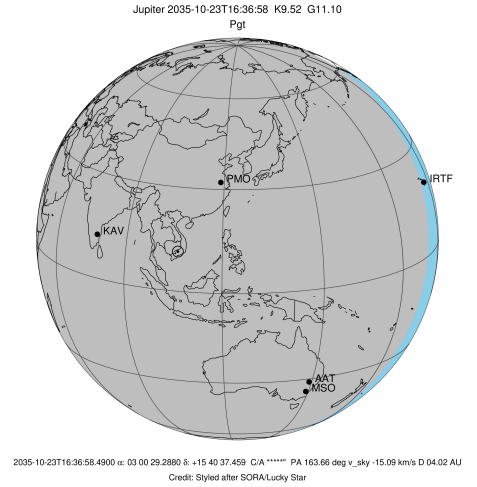 Jupiter 2035-10-23T16:36:58 K9.52 G11.10
Pgt
PMO
IRTF
KAV
AAT
MSO
2035-10-23T16:36:58.4900 α: 03 00 29.2880 δ: +15 40 37.459 C/A *****" PA 163.66 deg v_sky -15.09 km/s D 04.02 AU
Credit: Styled after SORA/Lucky Star